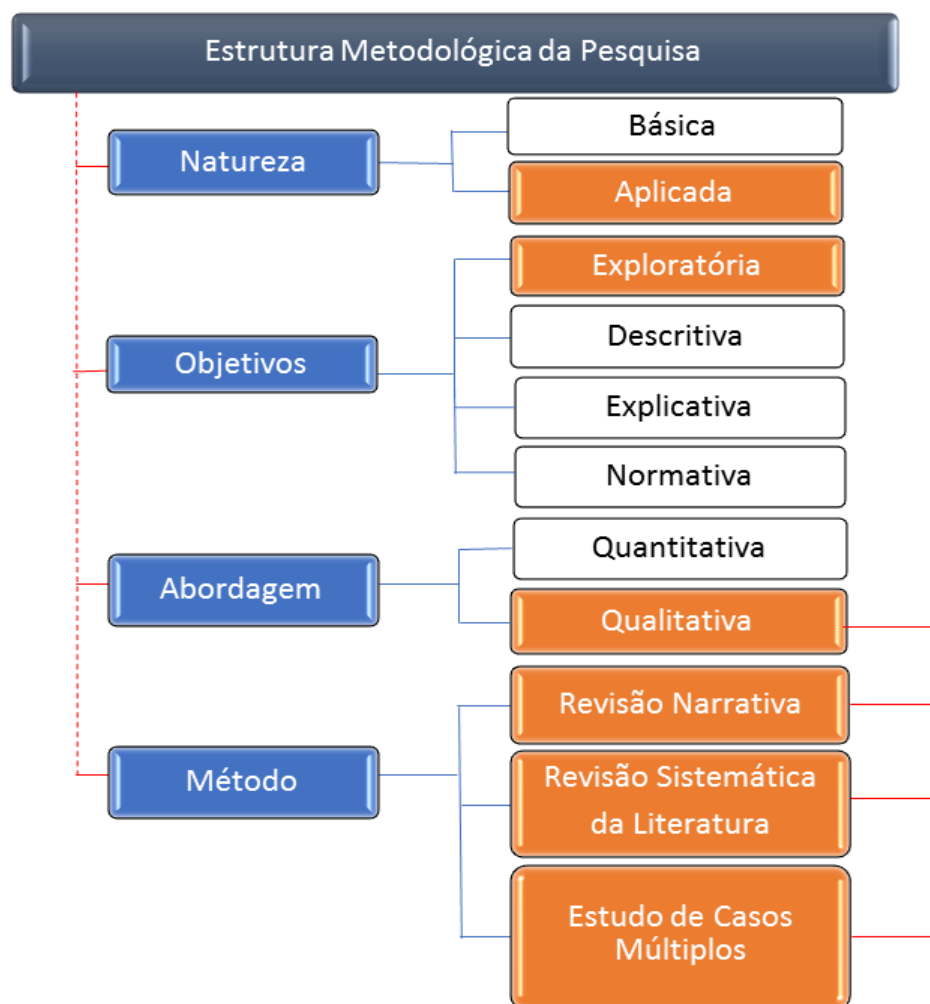 Estrutura Metodológica da Pesquisa
Natureza
Básica
Aplicada
Objetivos
Exploratória
Descritiva
Explicativa
Normativa
Abordagem
Quantitativa
Qualitativa
Método
Revisão Narrativa
Revisão Sistemática
da Literatura
Estudo de Casos
Múltiplos